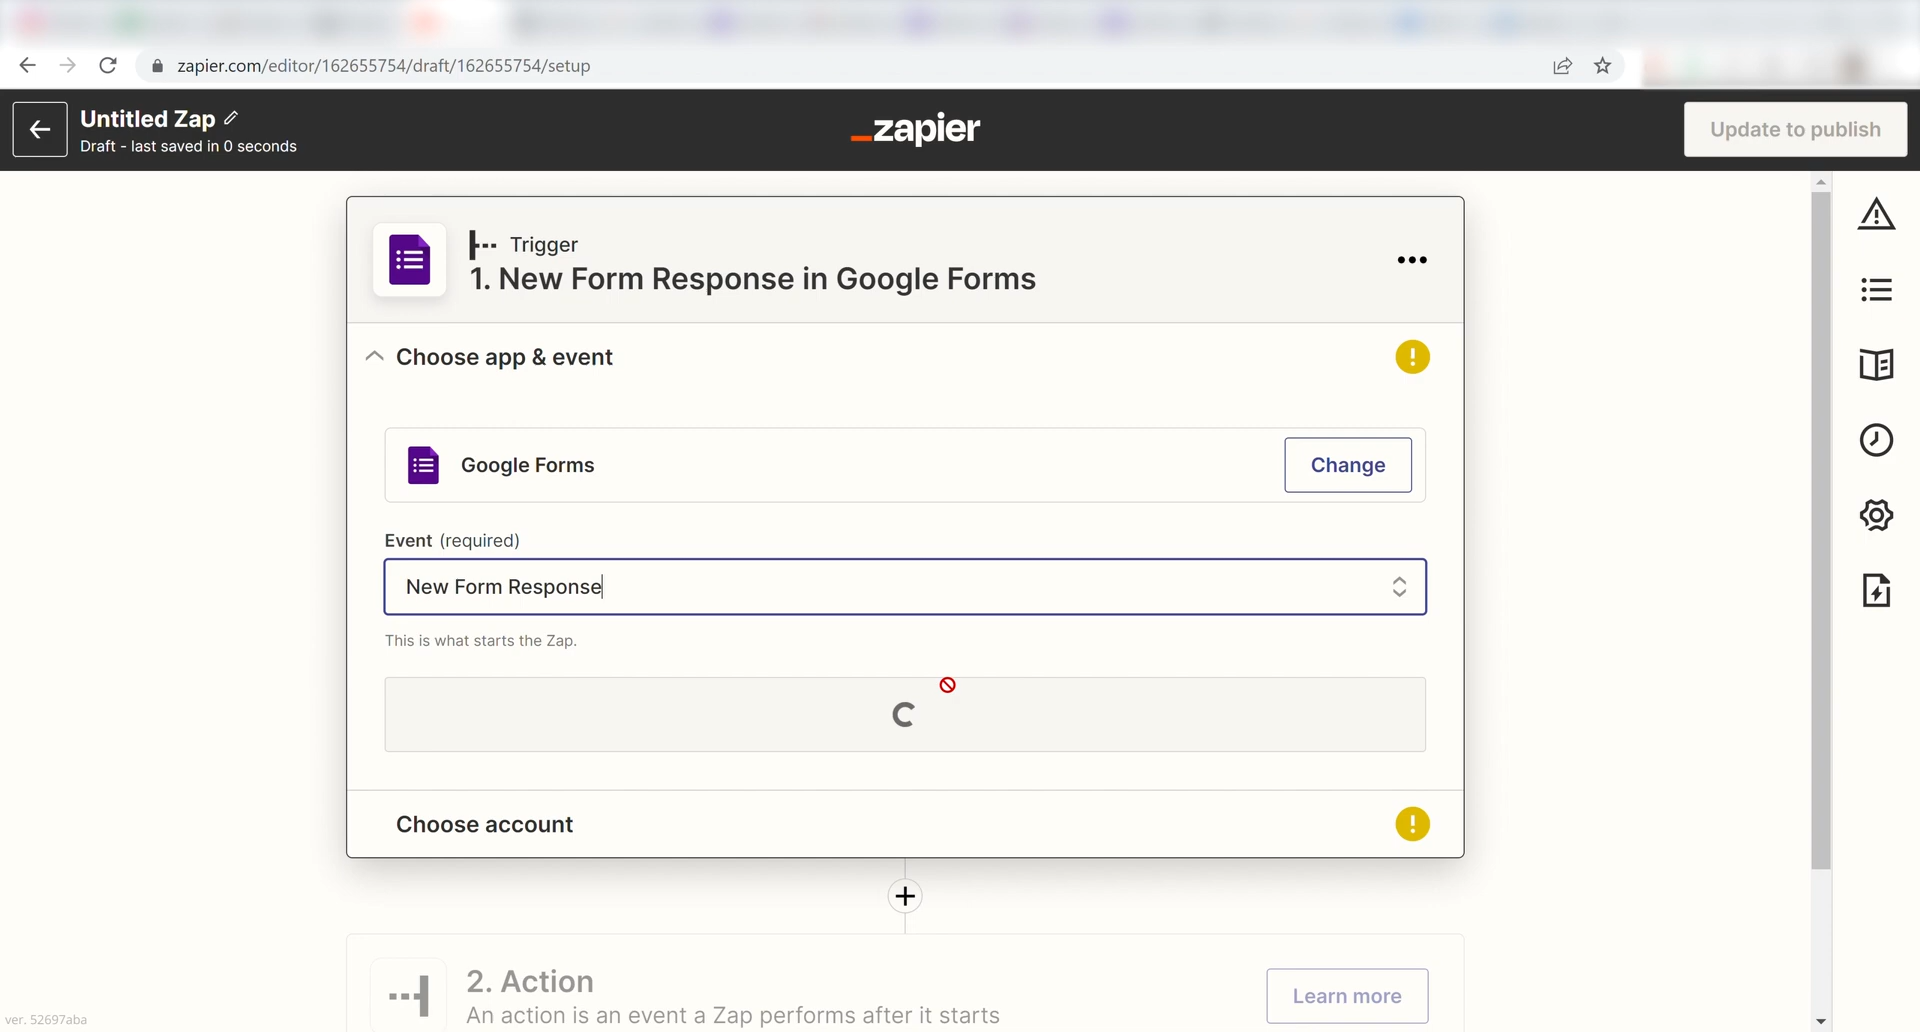 zapier.com/editor/162655754/draft/162655754/setup
Untitled Zap
Draft - last saved in 0 seconds
_zapier
Update to publish
Trigger
1. New Form Response in Google Forms
Choose app & event
Google Forms
Change
Event (required)
New Form Response
This is what starts the Zap.
Choose account
2. Action
An action is an event a Zap performs after it starts
Learn more
ver. 52697aba